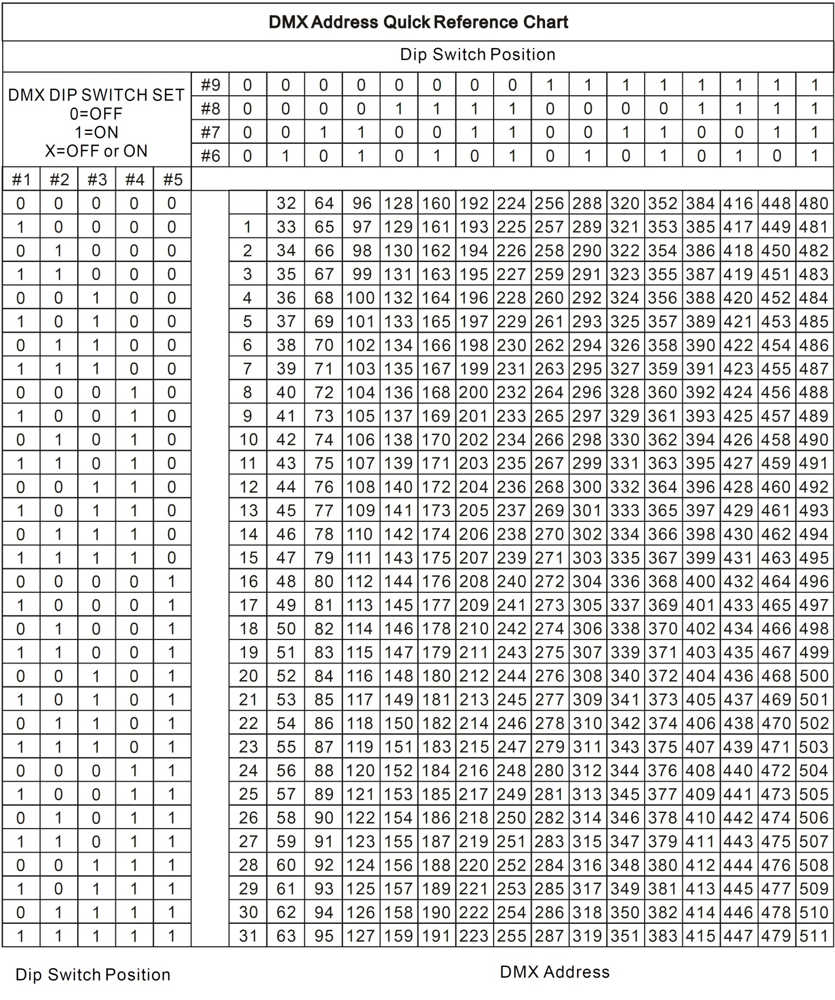 DMX Address Quick Reference Chart
Dip Switch Position
DMX DIP SWITCH SET
0=OFF
1=ON
X=OFF or ON
#9 0 0 0 0 0 0 0 0 1 1 1 1 1 1 1 1
#8 0 0 0 0 1 1 1 1 0 0 0 0 1 1 1 1
#7 0 0 1 1 0 0 1 1 0 0 1 1 0 0 1 1
#6 0 1 0 1 0 1 0 1 0 1 0 1 0 1 0 1
#1 #2 #3 #4 #5
0 0 0 0 0 32 64 96 128 160 192 224 256 288 320 352 384 416 448 480
1 0 0 0 0 1 33 65 97 129 161 193 225 257 289 321 353 385 417 449 481
0 1 0 0 0 2 34 66 98 130 162 194 226 258 290 322 354 386 418 450 482
1 1 0 0 0 3 35 67 99 131 163 195 227 259 291 323 355 387 419 451 483
0 0 1 0 0 4 36 68 100 132 164 196 228 260 292 324 356 388 420 452 484
1 0 1 0 0 5 37 69 101 133 165 197 229 261 293 325 357 389 421 453 485
0 1 1 0 0 6 38 70 102 134 166 198 230 262 294 326 358 390 422 454 486
1 1 1 0 0 7 39 71 103 135 167 199 231 263 295 327 359 391 423 455 487
0 0 0 1 0 8 40 72 104 136 168 200 232 264 296 328 360 392 424 456 488
1 0 0 1 0 9 41 73 105 137 169 201 233 265 297 329 361 393 425 457 489
0 1 0 1 0 10 42 74 106 138 170 202 234 266 298 330 362 394 426 458 490
1 1 0 1 0 11 43 75 107 139 171 203 235 267 299 331 363 395 427 459 491
0 0 1 1 0 12 44 76 108 140 172 204 236 268 300 332 364 396 428 460 492
1 0 1 1 0 13 45 77 109 141 173 205 237 269 301 333 365 397 429 461 493
0 1 1 1 0 14 46 78 110 142 174 206 238 270 302 334 366 398 430 462 494
1 1 1 1 0 15 47 79 111 143 175 207 239 271 303 335 367 399 431 463 495
0 0 0 0 1 16 48 80 112 144 176 208 240 272 304 336 368 400 432 464 496
1 0 0 0 1 17 49 81 113 145 177 209 241 273 305 337 369 401 433 465 497
0 1 0 0 1 18 50 82 114 146 178 210 242 274 306 338 370 402 434 466 498
1 1 0 0 1 19 51 83 115 147 179 211 243 275 307 339 371 403 435 467 499
0 0 1 0 1 20 52 84 116 148 180 212 244 276 308 340 372 404 436 468 500
1 0 1 0 1 21 53 85 117 149 181 213 245 277 309 341 373 405 437 469 501
0 1 1 0 1 22 54 86 118 150 182 214 246 278 310 342 374 406 438 470 502
1 1 1 0 1 23 55 87 119 151 183 215 247 279 311 343 375 407 439 471 503
0 0 0 1 1 24 56 88 120 152 184 216 248 280 312 344 376 408 440 472 504
1 0 0 1 1 25 57 89 121 153 185 217 249 281 313 345 377 409 441 473 505
0 1 0 1 1 26 58 90 122 154 186 218 250 282 314 346 378 410 442 474 506
1 1 0 1 1 27 59 91 123 155 187 219 251 283 315 347 379 411 443 475 507
0 0 1 1 1 28 60 92 124 156 188 220 252 284 316 348 380 412 444 476 508
1 0 1 1 1 29 61 93 125 157 189 221 253 285 317 349 381 413 445 477 509
0 1 1 1 1 30 62 94 126 158 190 222 254 286 318 350 382 414 446 478 510
1 1 1 1 1 31 63 95 127 159 191 223 255 287 319 351 383 415 447 479 511
Dip Switch Position
DMX Address